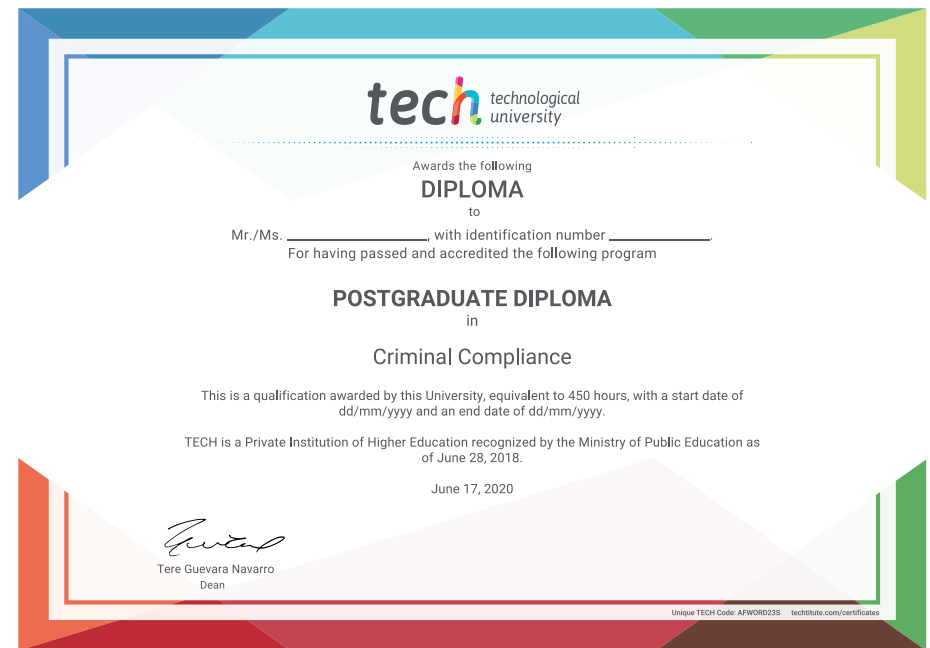 tech technological
university
Awards the following
DIPLOMA
to
Mr./Ms. ____________________, with identification number ______________.
For having passed and accredited the following program
POSTGRADUATE DIPLOMA
in
Criminal Compliance
This is a qualification awarded by this University, equivalent to 450 hours, with a start date of
dd/mm/yyyy and an end date of dd/mm/yyyy.
TECH is a Private Institution of Higher Education recognized by the Ministry of Public Education as
of June 28, 2018.
June 17, 2020
Tere Guevara Navarro
Dean
Unique TECH Code: AFWORD23S techtitute.com/certificates